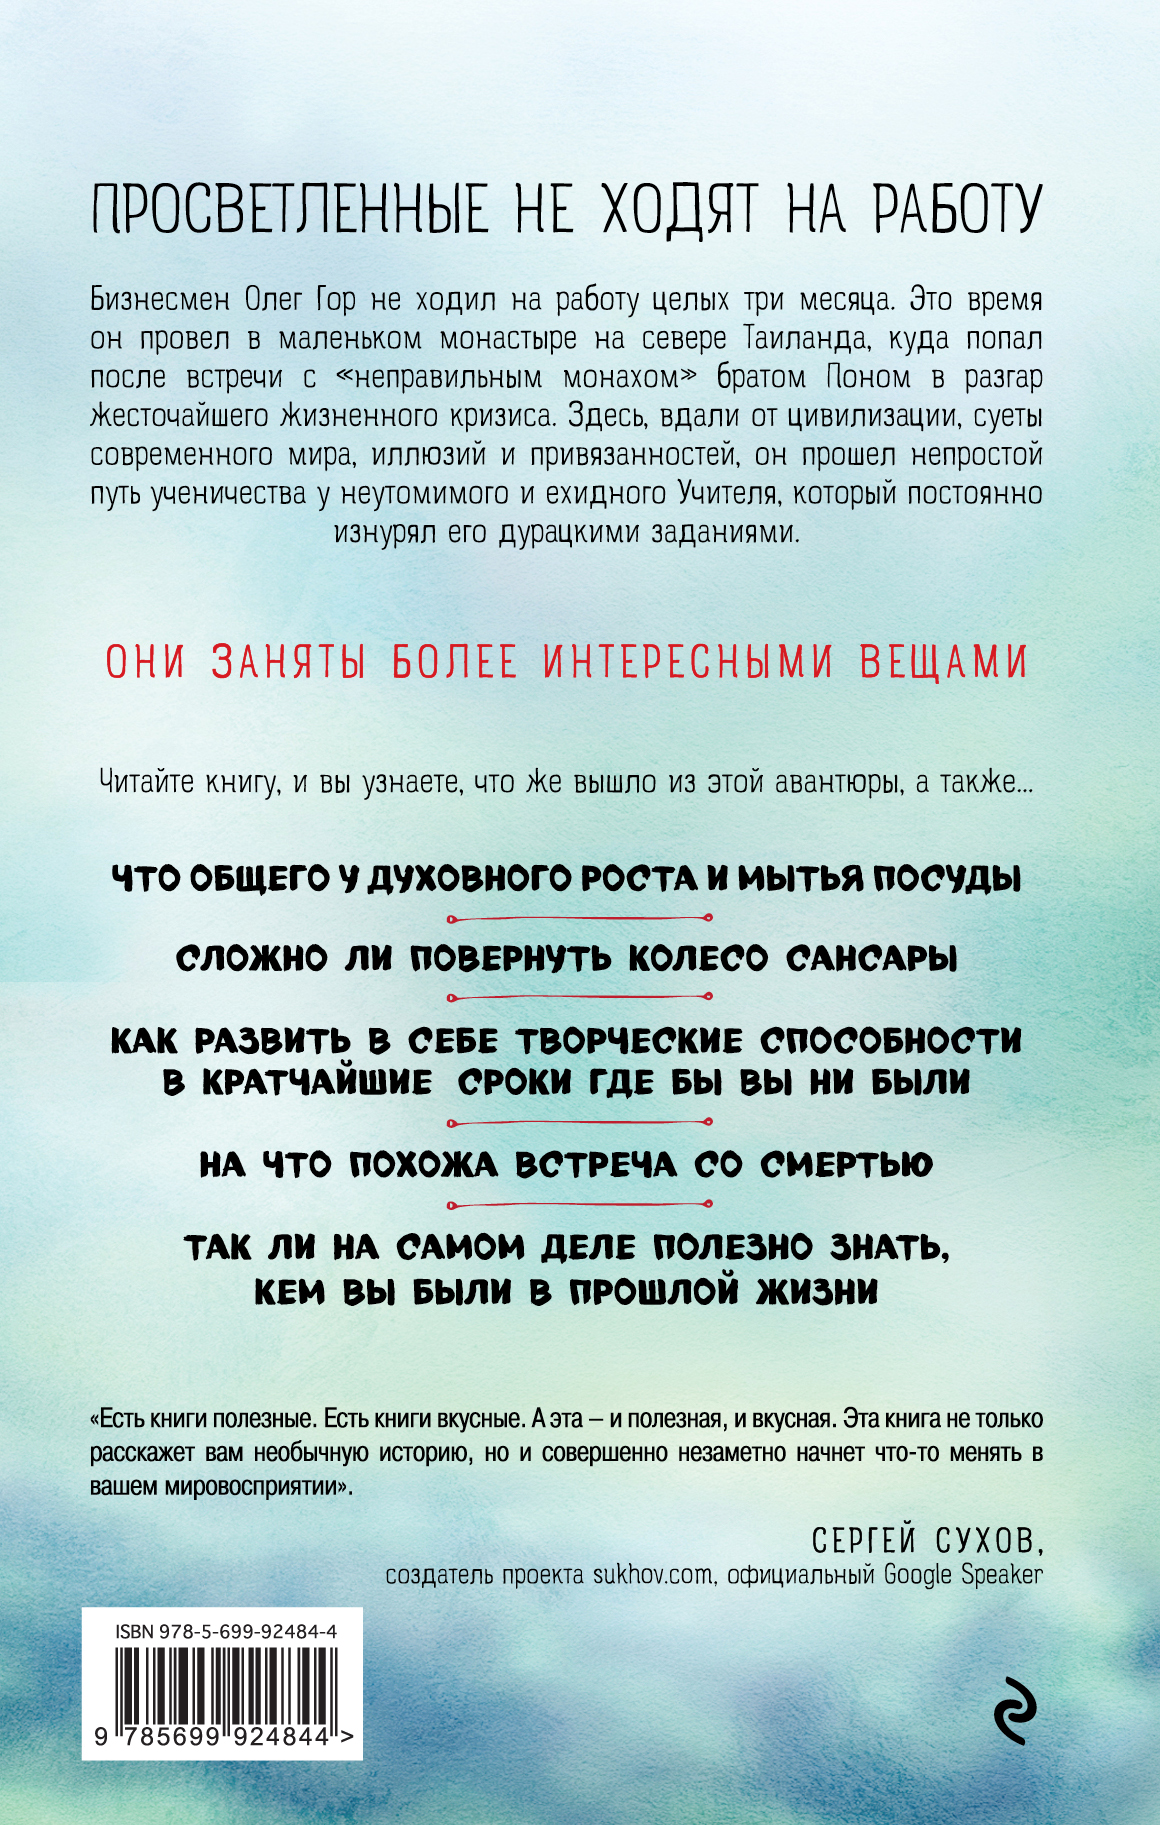 ПРОСВЕТЛЕННЫЕ НЕ ХОДЯТ НА РАБОТУ
Бизнесмен Олег Гор не ходил на работу целых три месяца. Это время
он провел в маленьком монастыре на севере Таиланда, куда попал
после встречи с «неправильным монахом» братом Поном в разгар
жесточайшего жизненного кризиса. Здесь, вдали от цивилизации, суеты
современного мира, иллюзий и привязанностей, он прошел непростой
путь ученичества у неутомимого и ехидного Учителя, который постоянно
изнурял его дурацкими заданиями.
ОНИ ЗАНЯТЫ БОЛЕЕ ИНТЕРЕСНЫМИ ВЕЩАМИ
Читайте книгу, и вы узнаете, что же вышло из этой авантюры, а также...
ЧТО ОБЩЕГО У ДУХОВНОГО РОСТА И МЫТЬЯ ПОСУДЫ
СЛОЖНО ЛИ ПОВЕРНУТЬ КОЛЕСО САНСАРЫ
КАК РАЗВИТЬ В СЕБЕ ТВОРЧЕСКИЕ СПОСОБНОСТИ
В КРАТЧАЙШИЕ СРОКИ ГДЕ БЫ ВЫ НИ БЫЛИ
НА ЧТО ПОХОЖА ВСТРЕЧА СО СМЕРТЬЮ
ТАК ЛИ НА САМОМ ДЕЛЕ ПОЛЕЗНО ЗНАТЬ,
КЕМ ВЫ БЫЛИ В ПРОШЛОЙ ЖИЗНИ
«Есть книги полезные. Есть книги вкусные. А эта – и полезная, и вкусная. Эта книга не только
расскажет вам необычную историю, но и совершенно незаметно начнет что-то менять в
вашем мировосприятии».
СЕРГЕЙ СУХОВ,
создатель проекта sukhov.com, официальный Google Speaker
ISBN 978-5-699-92484-4
9 785699 924844 >